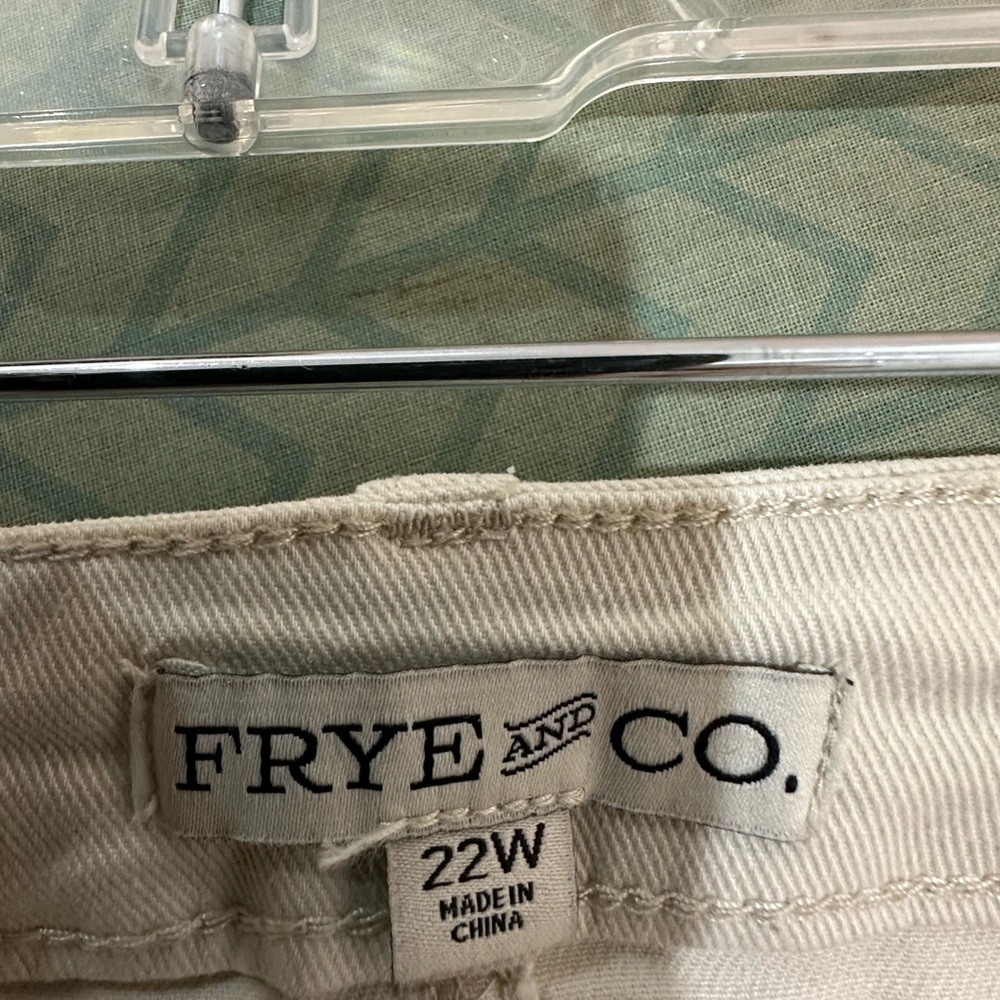 FRYE AND CO.
22W
MADE IN
CHINA